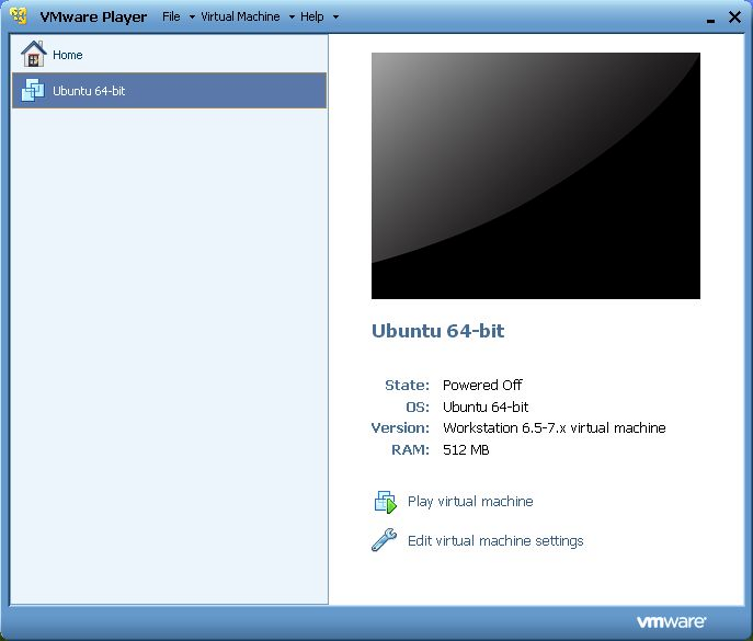 VMware Player File Virtual Machine Help
Home
Ubuntu 64-bit
Ubuntu 64-bit
State: Powered Off
OS: Ubuntu 64-bit
Version: Workstation 6.5-7.x virtual machine
RAM: 512 MB
Play virtual machine
Edit virtual machine settings
vmware